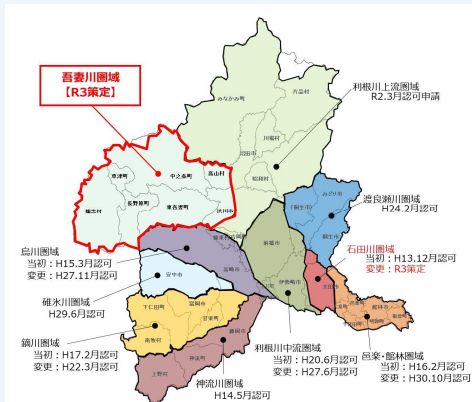 吾妻川圏域
【R3策定】
利根川上流圏域
R2.3月認可申請
みなかみ町
片品村
川場村
沼田市
昭和村
高山村
中之条町
草津町
嬬恋村
長野原町
東吾妻町
渋川市
みどり市
桐生市
渡良瀬川圏域
H24.2月認可
烏川圏域
当初：H15.3月認可
変更：H27.11月認可
前橋市
高崎市
伊勢崎市
太田市
石田川圏域
当初：H13.12月認可
変更：R3策定
碓氷川圏域
H29.6月認可
安中市
富岡市
下仁田町
甘楽町
南牧村
藤岡市
神流町
上野村
館林市
鏑川圏域
当初：H17.2月認可
変更：H22.3月認可
利根川中流圏域
当初：H20.6月認可
変更：H27.6月認可
邑楽・館林圏域
当初：H16.2月認可
変更：H30.10月認可
神流川圏域
H14.5月認可